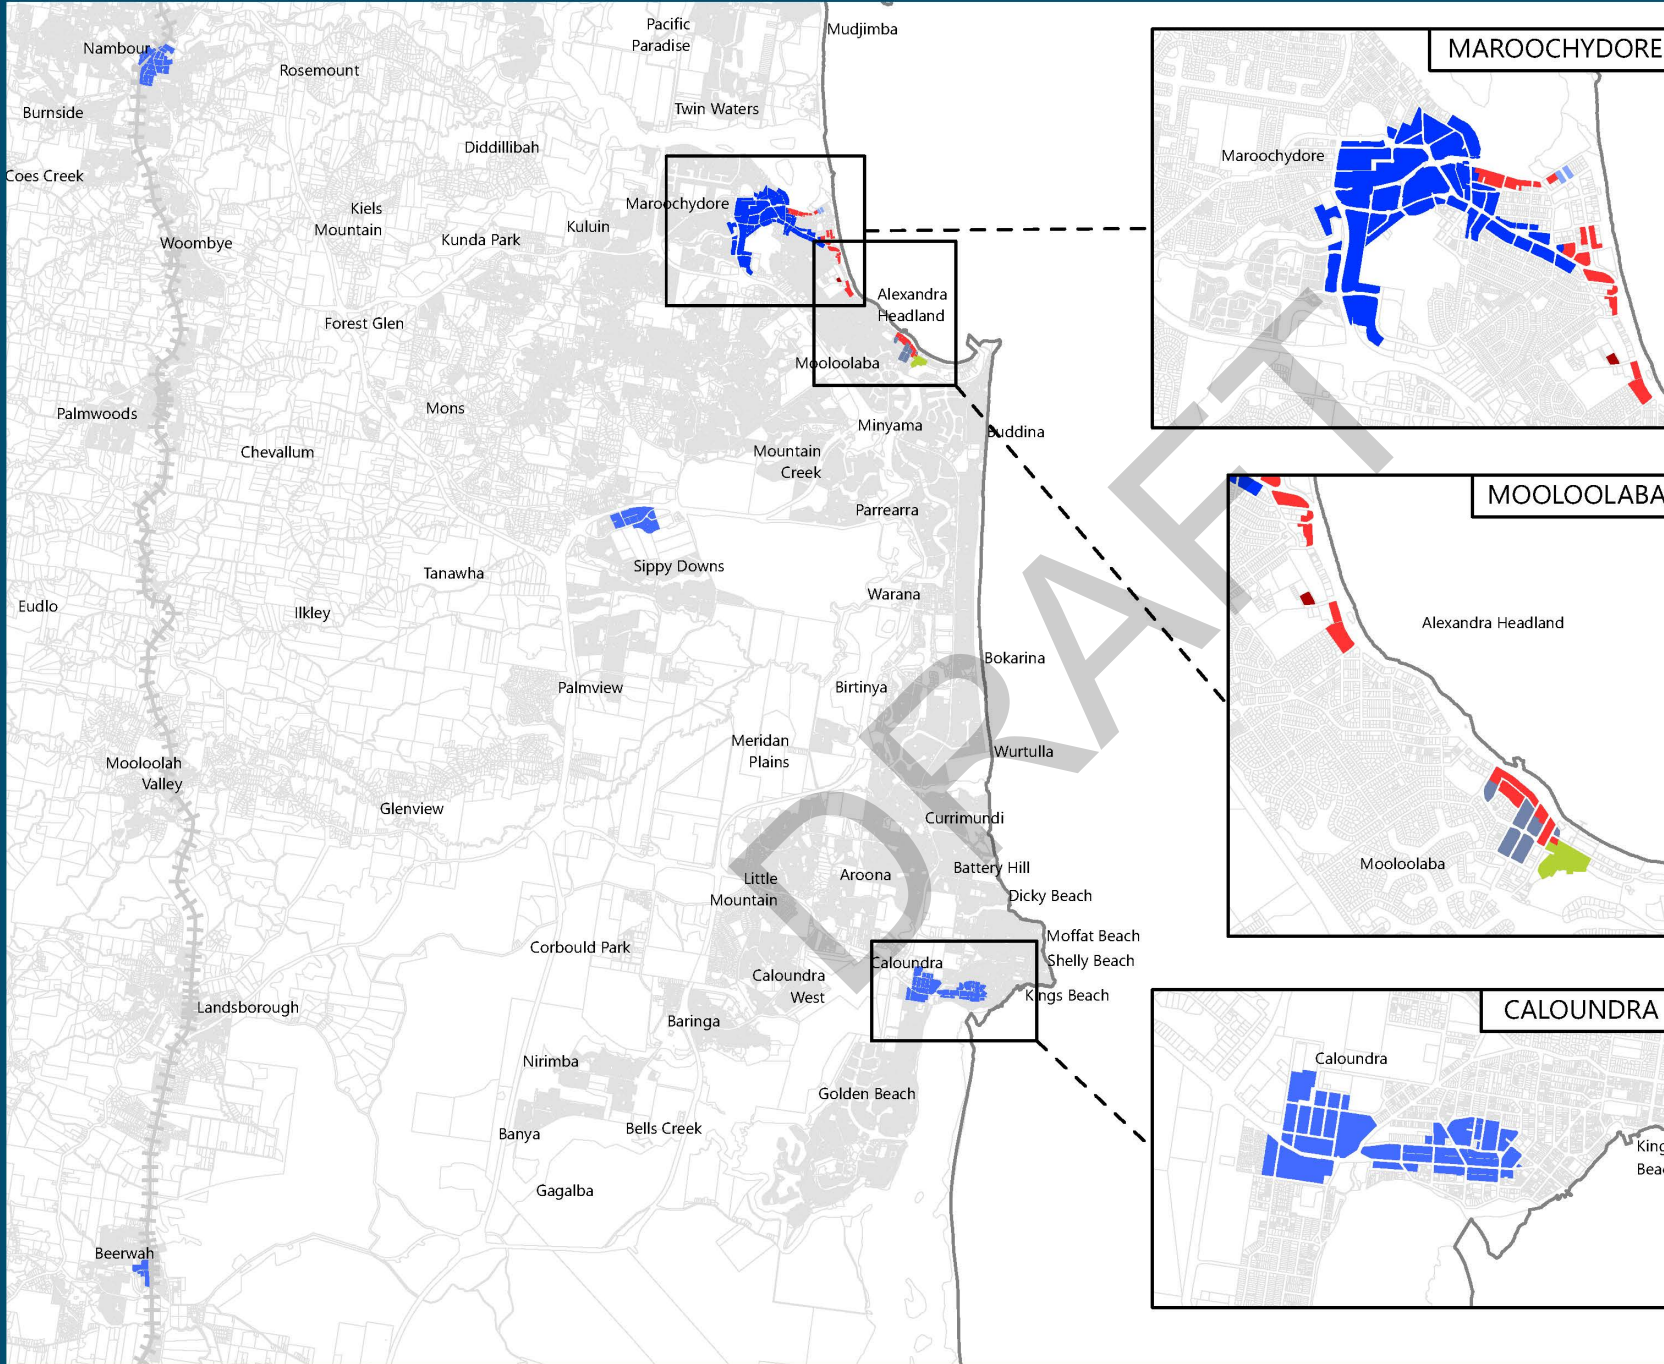 Pacific
Paradise
Mudjimba
Nambour
Rosemount
Burnside
Twin Waters
Diddillibah
Coes Creek
Maroochydore
Kiels
Mountain
Kuluin
Kunda Park
Woombye
Alexandra
Headland
Forest Glen
Mooloolaba
Mons
Palmwoods
Minyama
Buddina
Chevallum
Mountain
Creek
Parrearra
Sippy Downs
Tanawha
Warana
Eudlo
Ilkley
Bokarina
Palmview
Birtinya
Meridan
Plains
Wurtulla
Mooloolah
Valley
Glenview
Currimundi
Battery Hill
Aroona
Little
Mountain
Dicky Beach
Moffat Beach
Shelly Beach
Corbould Park
Caloundra
Caloundra
West
Kings Beach
Landsborough
Baringa
Nirimba
Golden Beach
Banya
Bells Creek
Gagalba
Beerwah
DRAFT
MAROOCHYDORE
Maroochydore
MOOLOOLABA
Alexandra Headland
Mooloolaba
CALOUNDRA
Caloundra